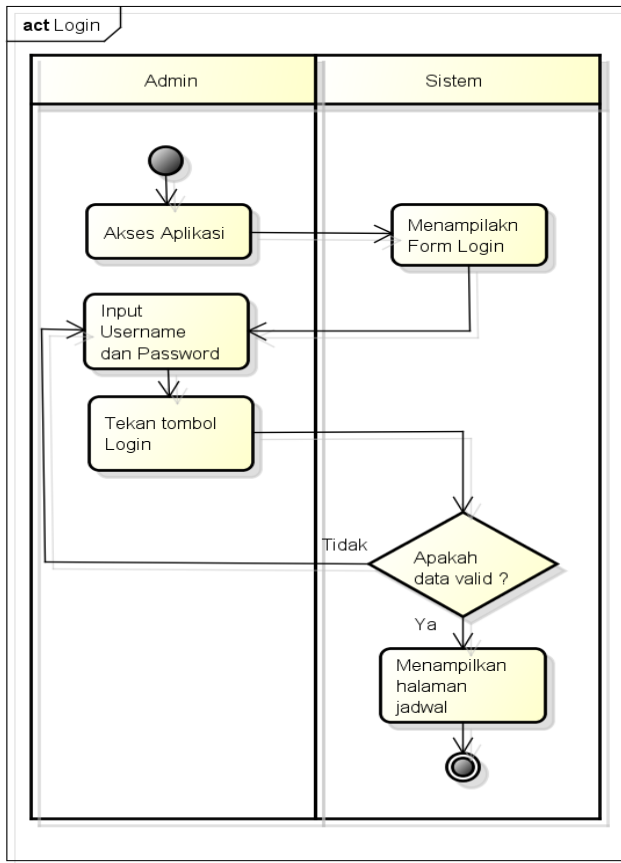 act Login
Admin
Sistem
Akses Aplikasi
Menampilakn
Form Login
Input
Username
dan Password
Tekan tombol
Login
Tidak
Apakah
data valid ?
Ya
Menampilkan
halaman
jadwal